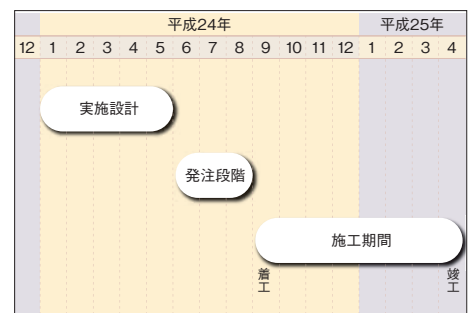 平成24年 平成25年
12 1 2 3 4 5 6 7 8 9 10 11 12 1 2 3 4
実施設計
発注段階
施工期間
着工 竣工